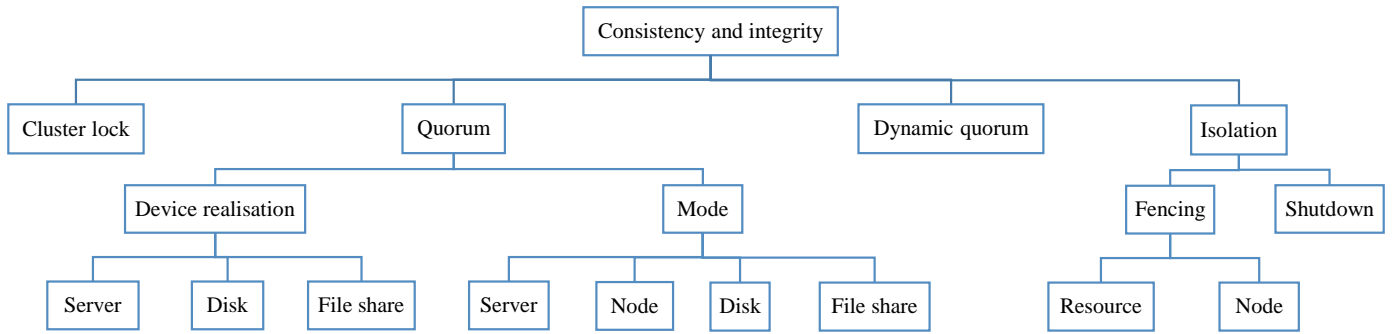 Consistency and integrity
Cluster lock
Quorum
Dynamic quorum
Isolation
Device realisation
Mode
Fencing
Shutdown
Server
Disk
File share
Server
Node
Disk
File share
Resource
Node